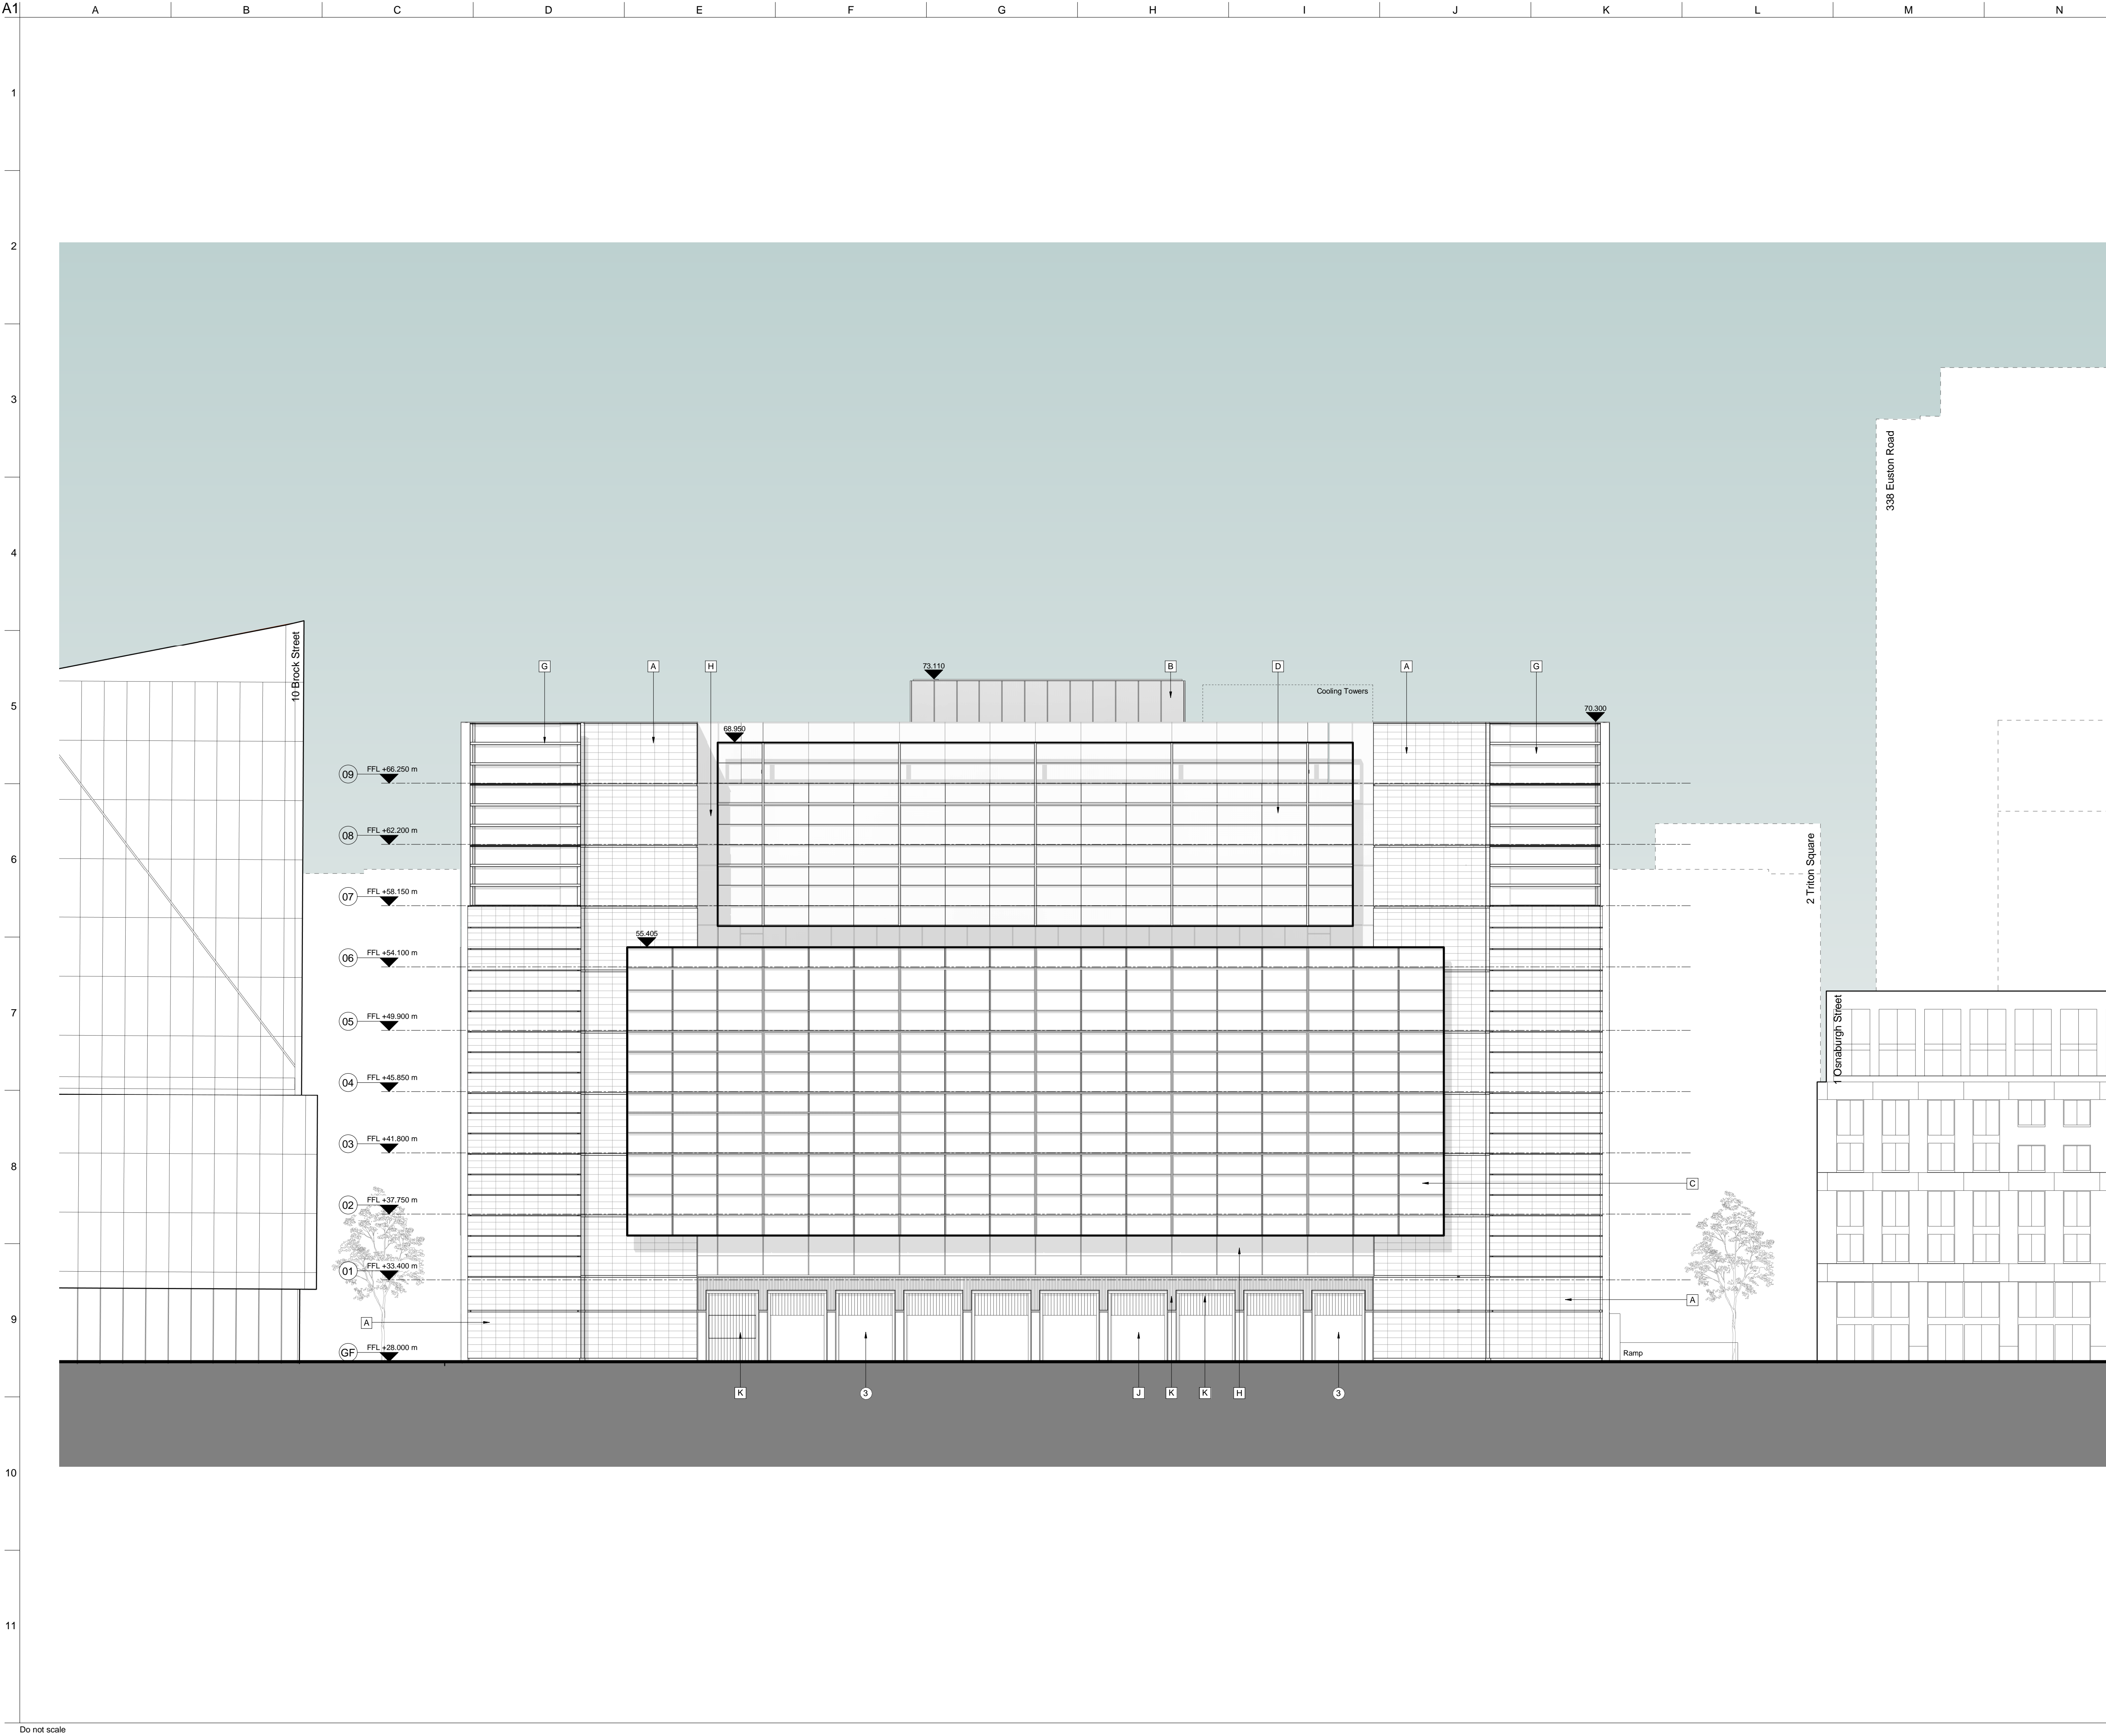 A1
A B C D E F G H I J K L M N
1
2
3
338 Euston Road
4
10 Brock Street
G A H 73.110 B D A G
5
Cooling Towers
70.300
68.950
09 FFL +66.250 m
08 FFL +62.200 m
2 Triton Square
6
07 FFL +58.150 m
55.405
06 FFL +54.100 m
1 Osnaburgh Street
7
05 FFL +49.900 m
04 FFL +45.850 m
03 FFL +41.800 m
8
C
02 FFL +37.750 m
01 FFL +33.400 m
A
9
A
GF FFL +28.000 m
Ramp
K 3 J K K H 3
10
11
Do not scale